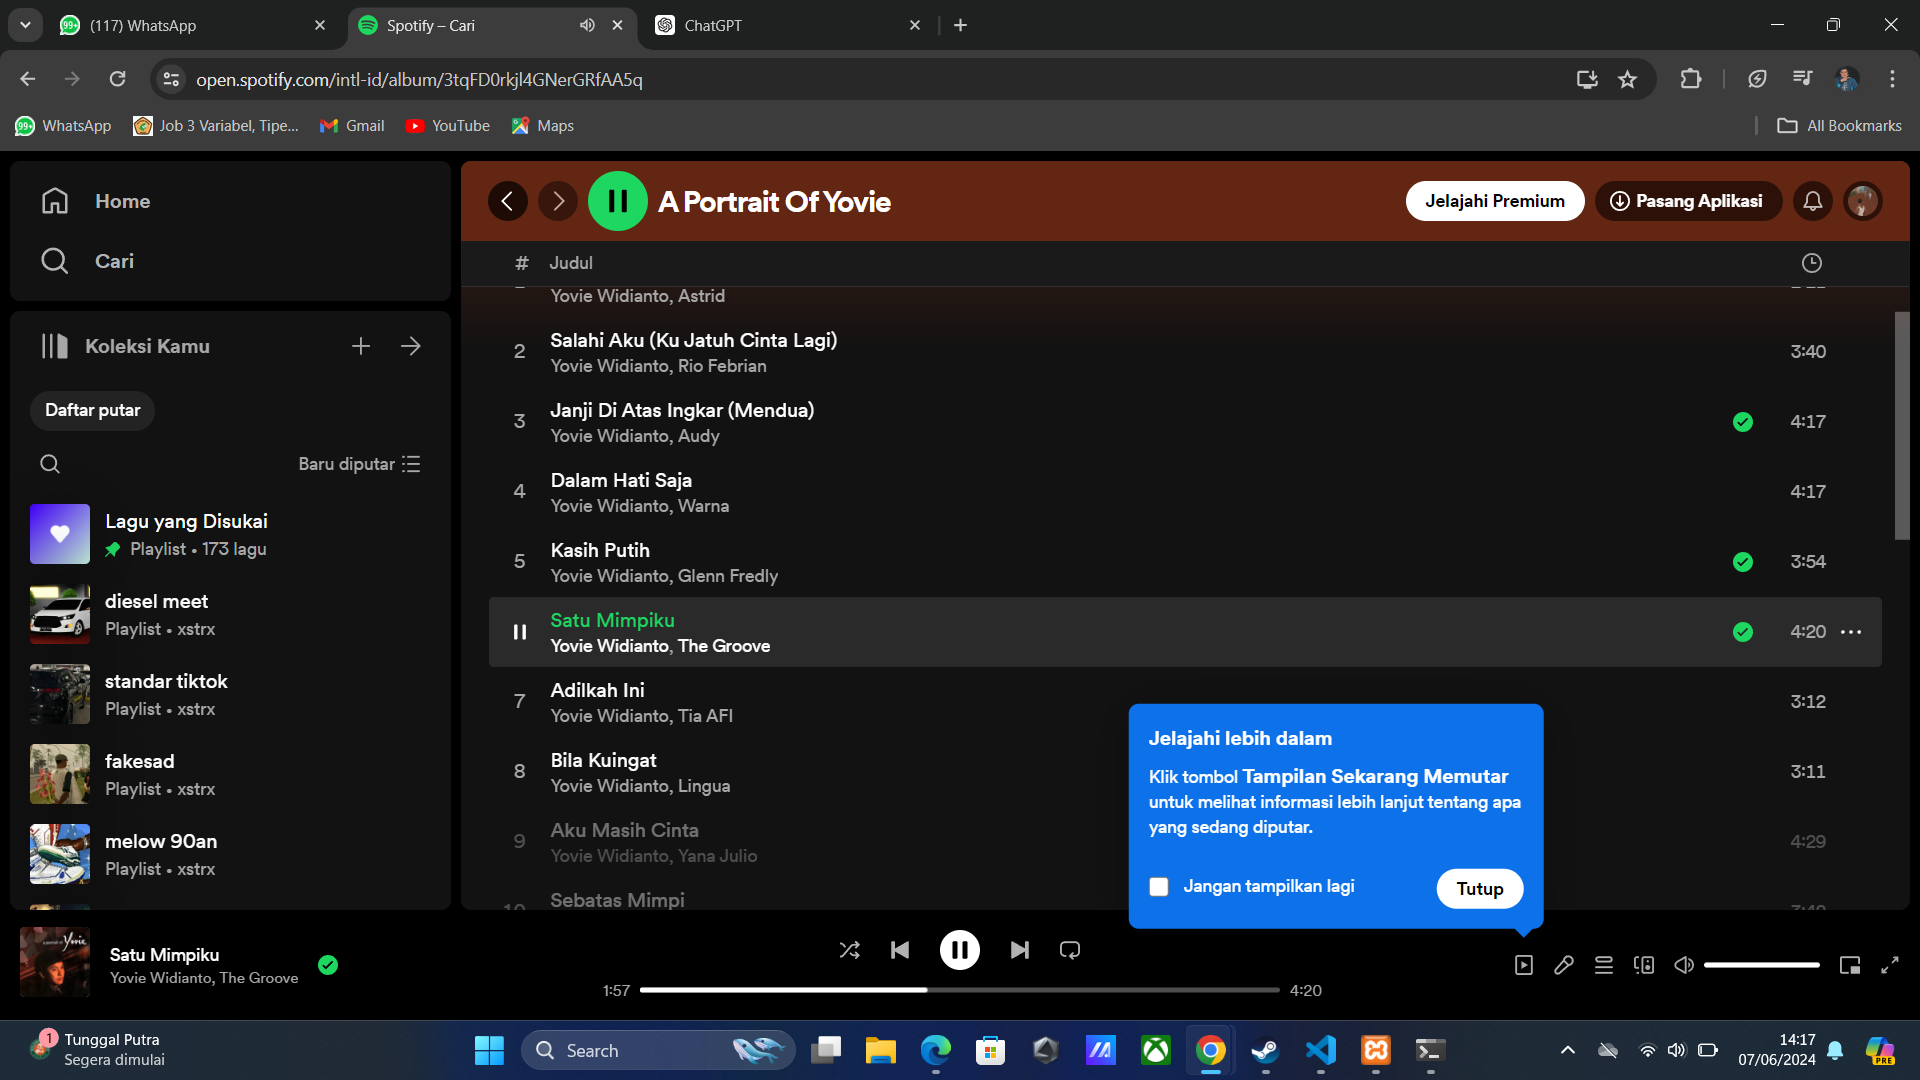 (117) WhatsApp
Spotify – Cari
ChatGPT
open.spotify.com/intl-id/album/3tqFD0rkjl4GNerGRfAA5q
99+ WhatsApp
Job 3 Variabel, Tipe...
Gmail
YouTube
Maps
All Bookmarks
Home
Cari
Koleksi Kamu
Daftar putar
Baru diputar
Lagu yang Disukai
Playlist • 173 lagu
diesel meet
Playlist • xstrx
standar tiktok
Playlist • xstrx
fakesad
Playlist • xstrx
melow 90an
Playlist • xstrx
A Portrait Of Yovie
Jelajahi Premium
Pasang Aplikasi
# Judul
Yovie Widianto, Astrid
2 Salahi Aku (Ku Jatuh Cinta Lagi) 3:40
Yovie Widianto, Rio Febrian
3 Janji Di Atas Ingkar (Mendua) 4:17
Yovie Widianto, Audy
4 Dalam Hati Saja 4:17
Yovie Widianto, Warna
5 Kasih Putih 3:54
Yovie Widianto, Glenn Fredly
Satu Mimpiku 4:20
Yovie Widianto, The Groove
7 Adilkah Ini 3:12
Yovie Widianto, Tia AFI
8 Bila Kuingat 3:11
Yovie Widianto, Lingua
9 Aku Masih Cinta 4:29
Yovie Widianto, Yana Julio
Sebatas Mimpi
Jelajahi lebih dalam
Klik tombol Tampilan Sekarang Memutar
untuk melihat informasi lebih lanjut tentang apa
yang sedang diputar.
Jangan tampilkan lagi
Tutup
Satu Mimpiku
Yovie Widianto, The Groove
1:57
4:20
1
Tunggal Putra
Segera dimulai
Search
14:17
07/06/2024
PRE